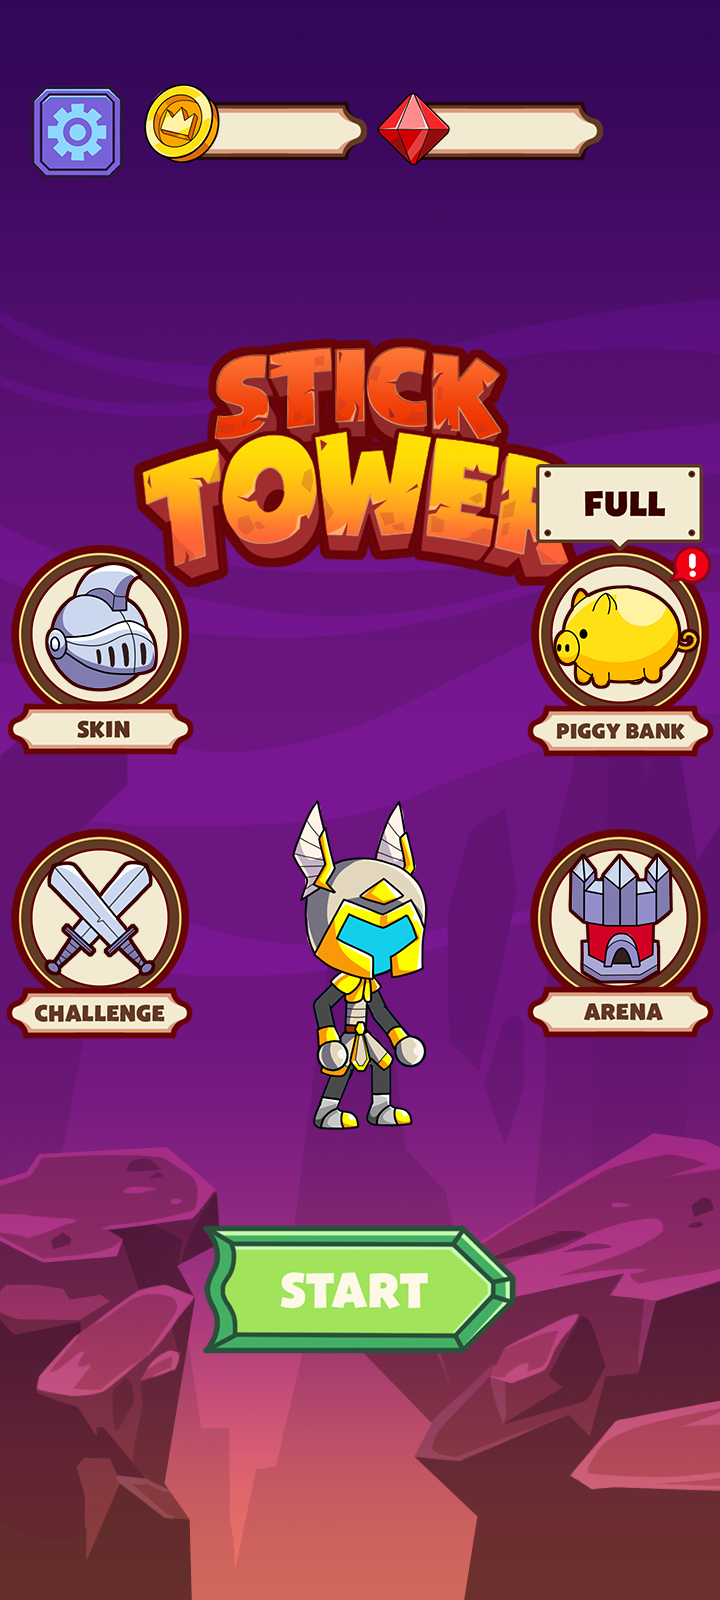 STICK
TOWER
FULL
!
SKIN
PIGGY BANK
CHALLENGE
ARENA
START